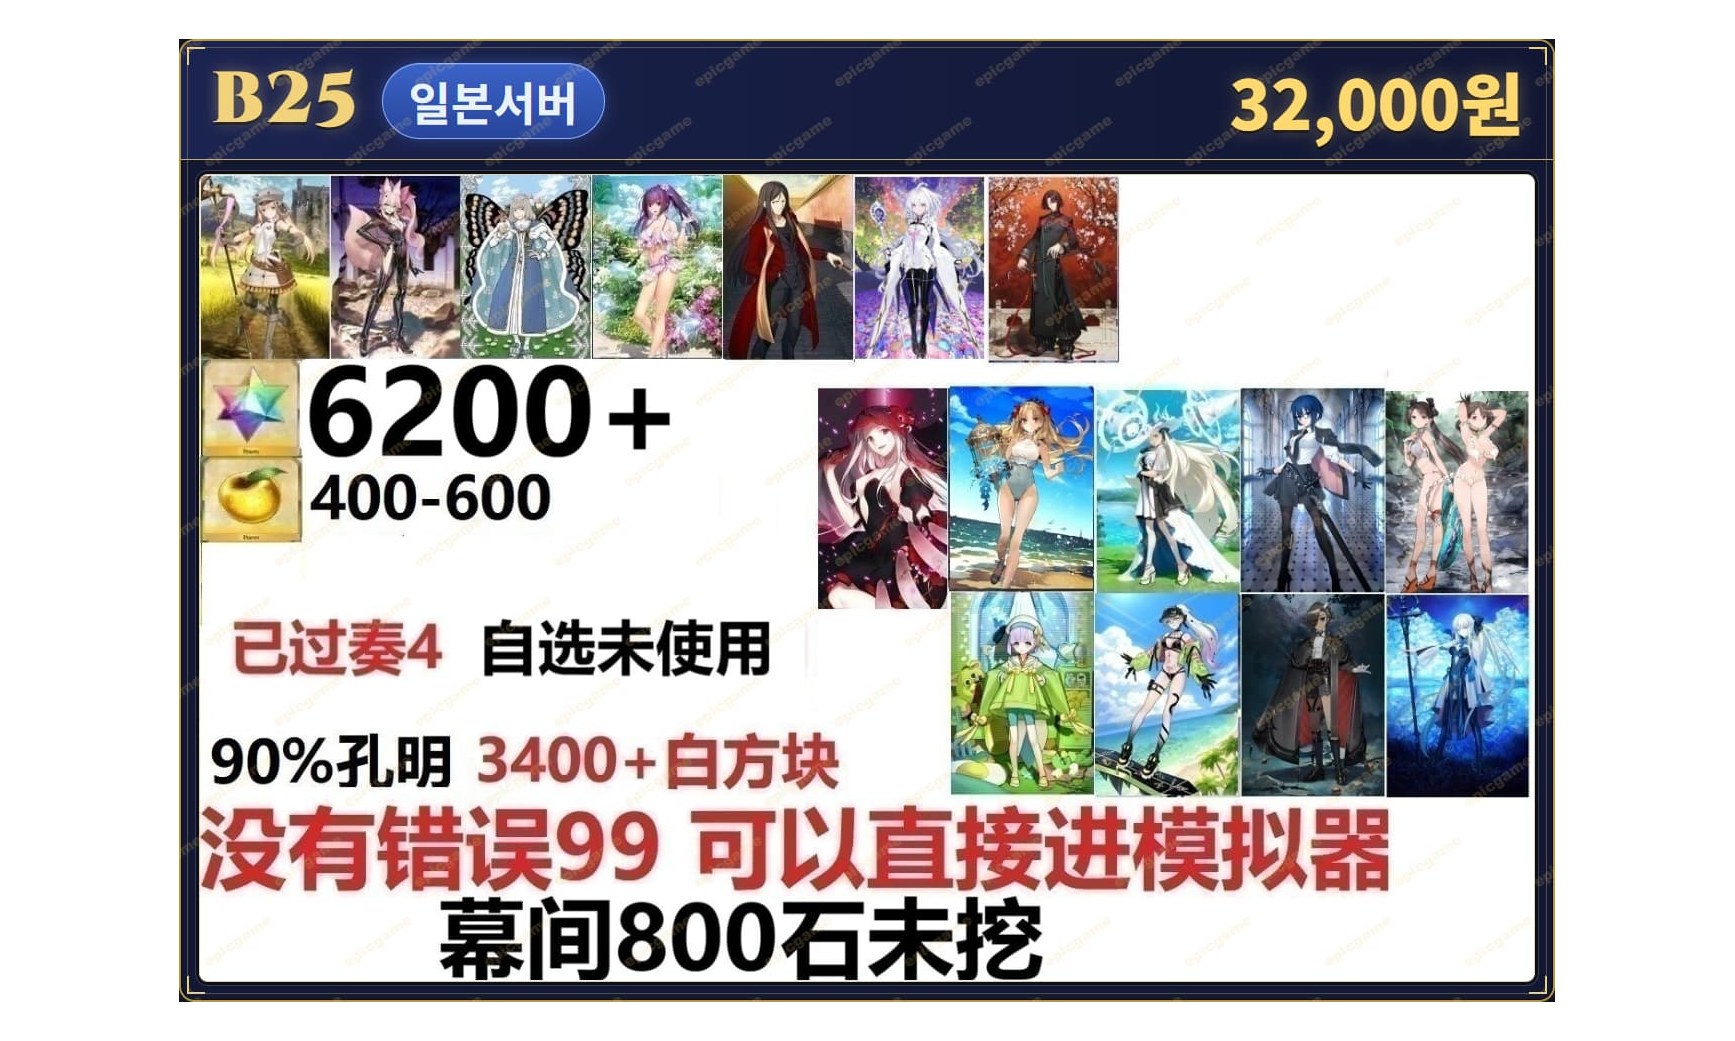 B25 일본서버 32,000원
6200+
400-600
已过奏4 自选未使用
90%孔明 3400+白方块
没有错误99 可以直接进模拟器
幕间800石未挖
epicgame